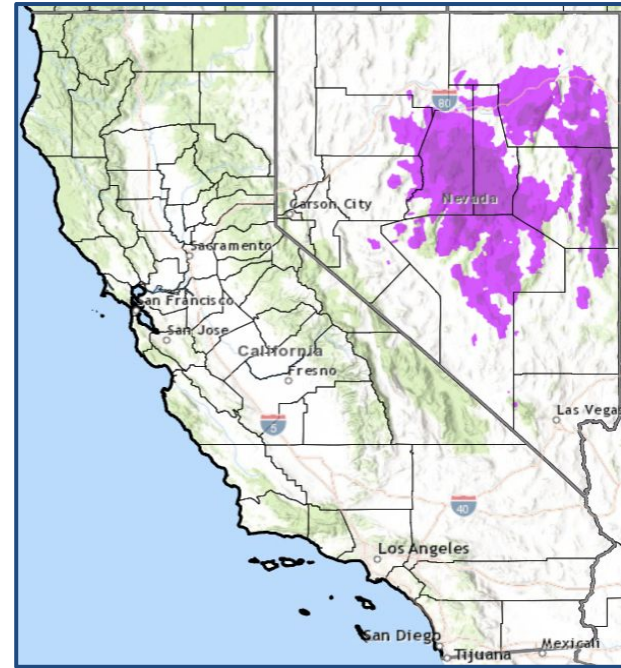 80
Nevada
Carson City
Sacramento
San Francisco
San Jose
California
Fresno
Las Vegas
5
40
Los Angeles
San Diego
Tijuana
Mexicali